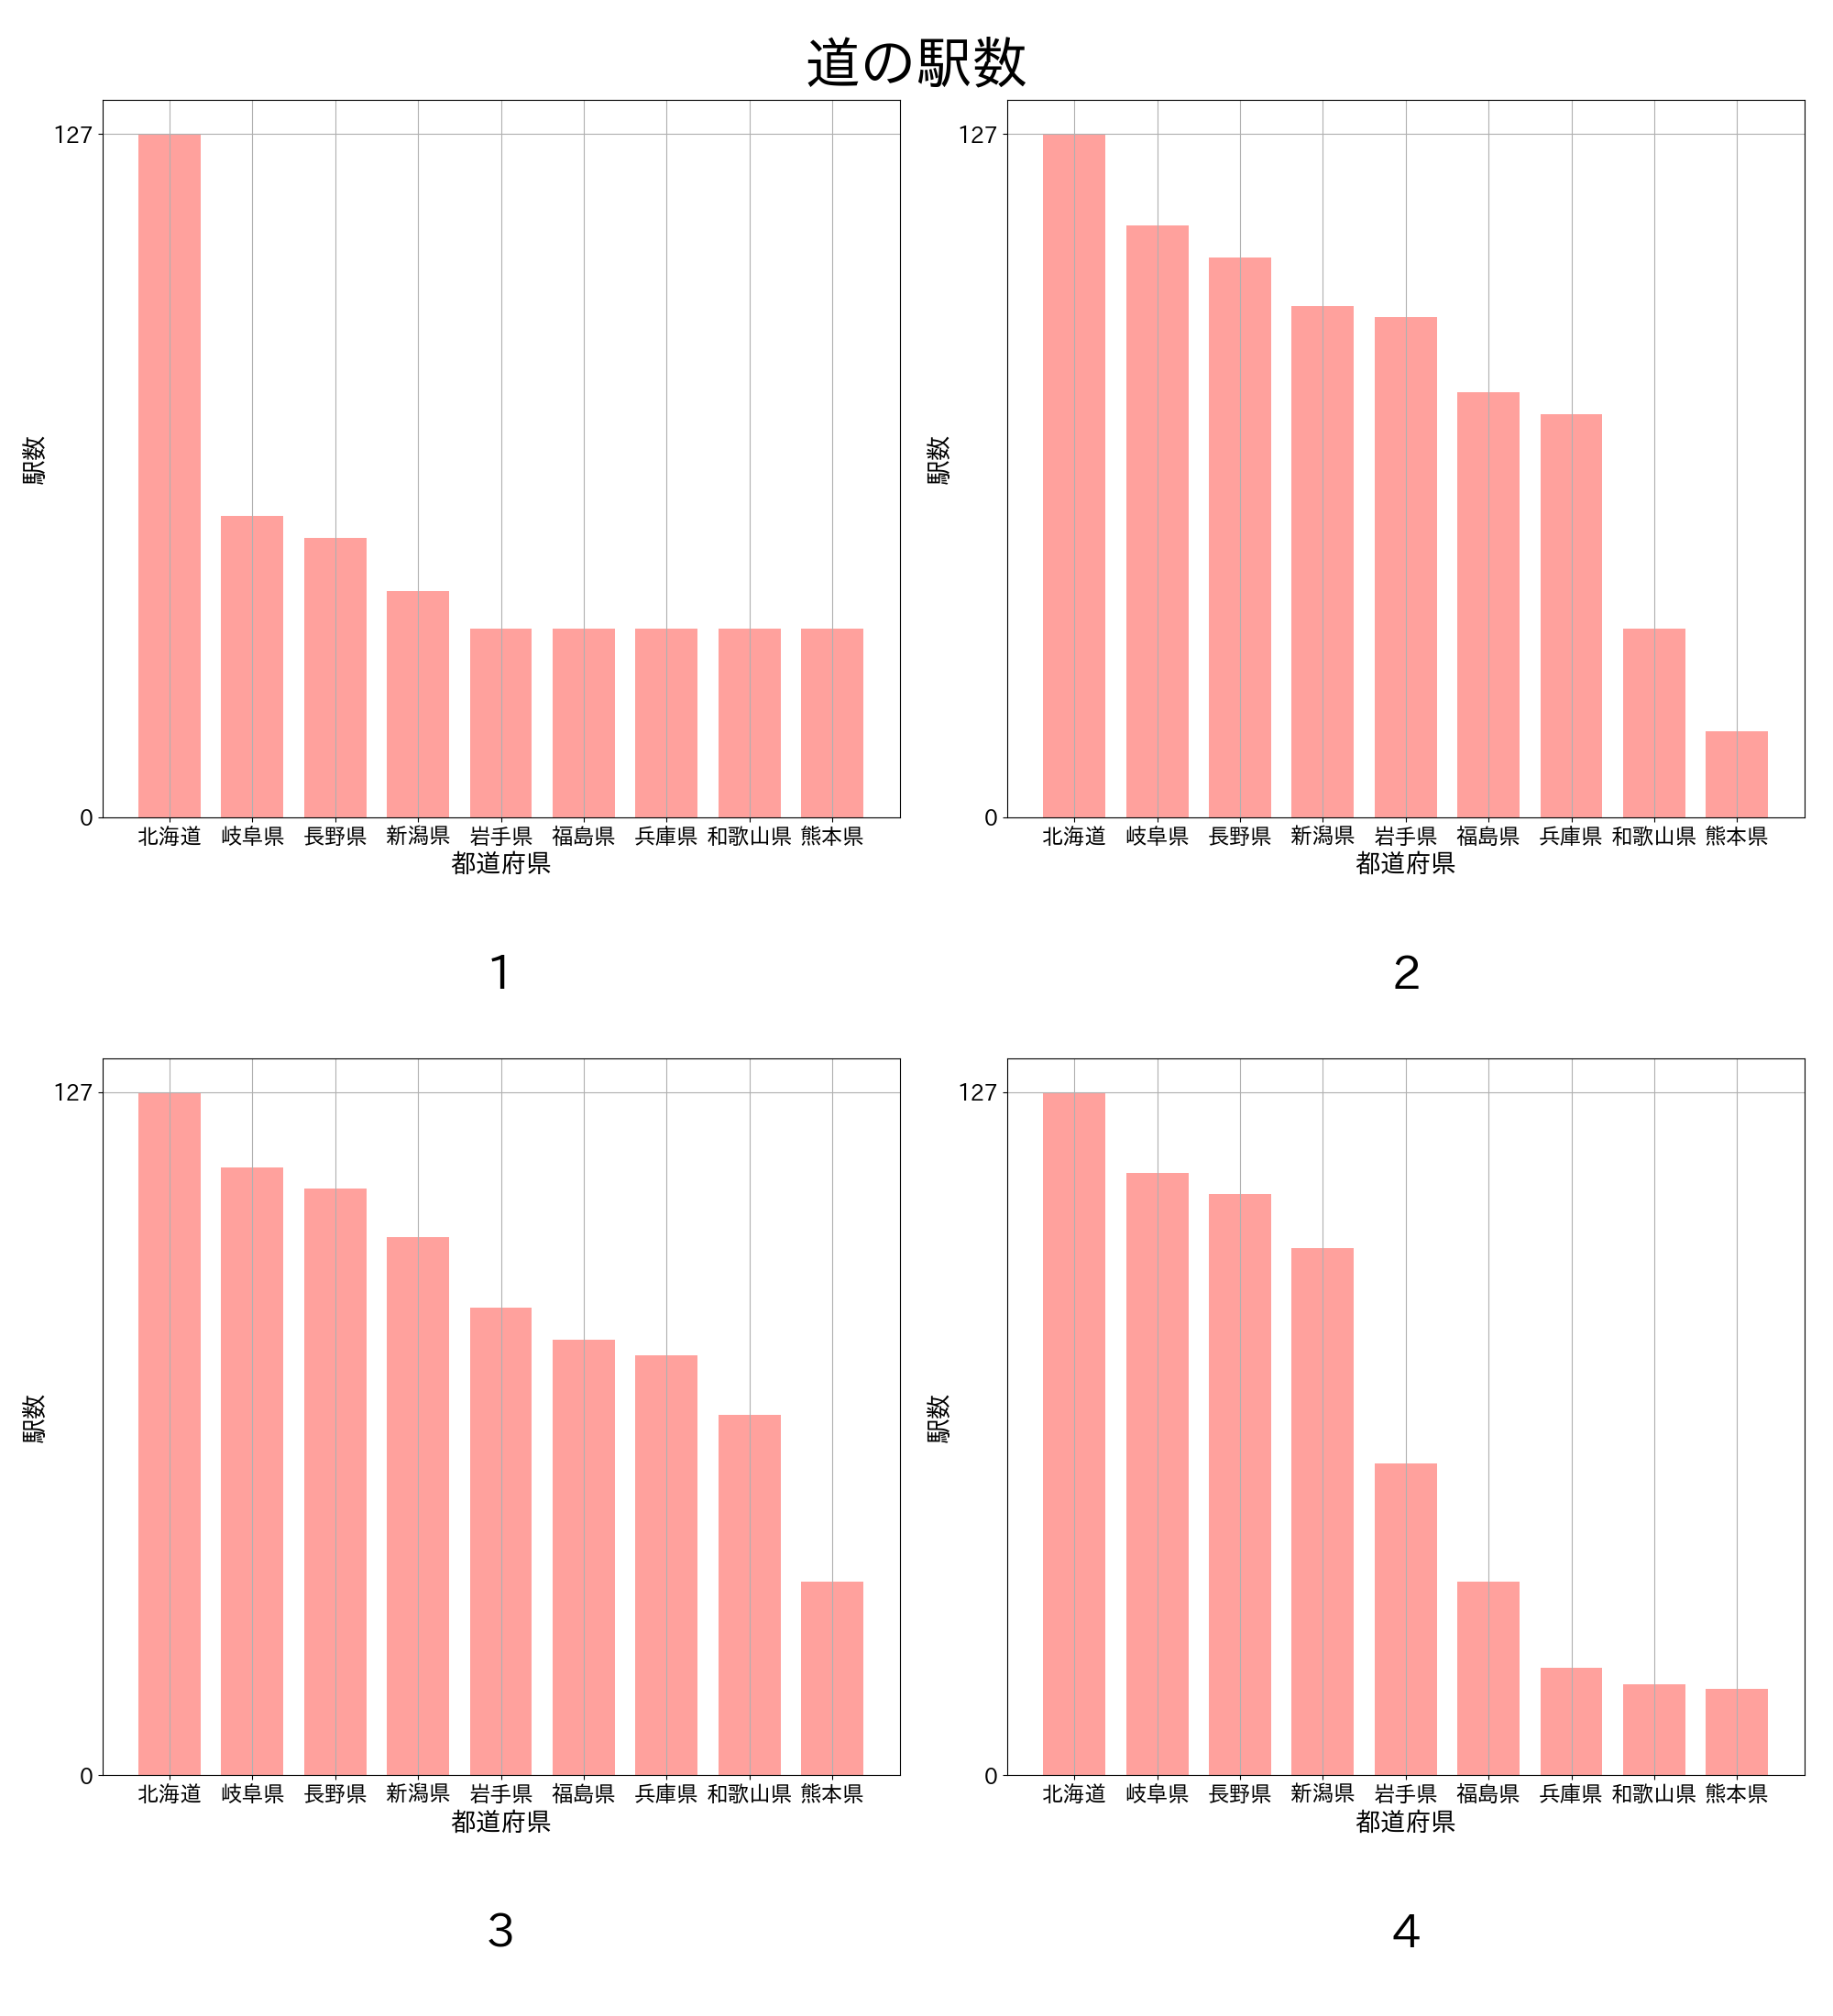 道の駅数
127
0
駅数
北海道 岐阜県 長野県 新潟県 岩手県 福島県 兵庫県 和歌山県 熊本県
都道府県
1
127
0
駅数
北海道 岐阜県 長野県 新潟県 岩手県 福島県 兵庫県 和歌山県 熊本県
都道府県
2
127
0
駅数
北海道 岐阜県 長野県 新潟県 岩手県 福島県 兵庫県 和歌山県 熊本県
都道府県
3
127
0
駅数
北海道 岐阜県 長野県 新潟県 岩手県 福島県 兵庫県 和歌山県 熊本県
都道府県
4